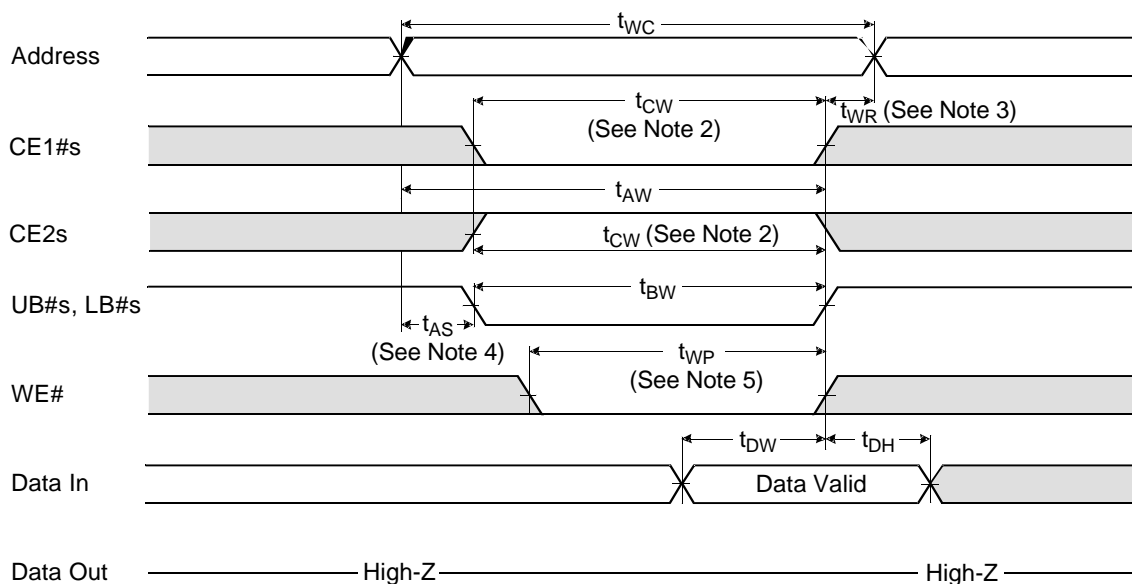 tWC
Address
tCW
(See Note 2)
tWR (See Note 3)
CE1#s
tAW
CE2s
tCW (See Note 2)
tBW
UB#s, LB#s
tAS
(See Note 4)
tWP
(See Note 5)
WE#
tDW
tDH
Data In
Data Valid
Data Out
High-Z
High-Z